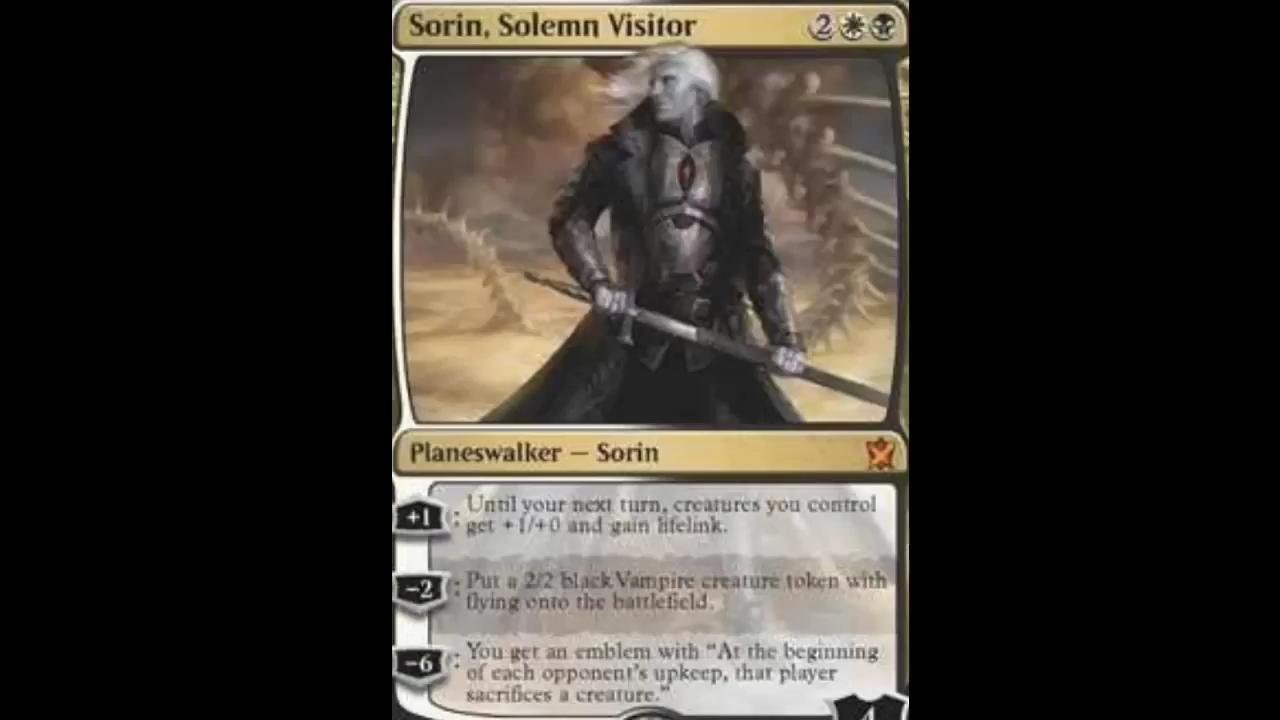 Sorin, Solemn Visitor 2
Planeswalker — Sorin
+1 : Until your next turn, creatures you control
get +1/+0 and gain lifelink.
−2 : Put a 2/2 black Vampire creature token with
flying onto the battlefield.
−6 : You get an emblem with “At the beginning
of each opponent's upkeep, that player
sacrifices a creature.”
4